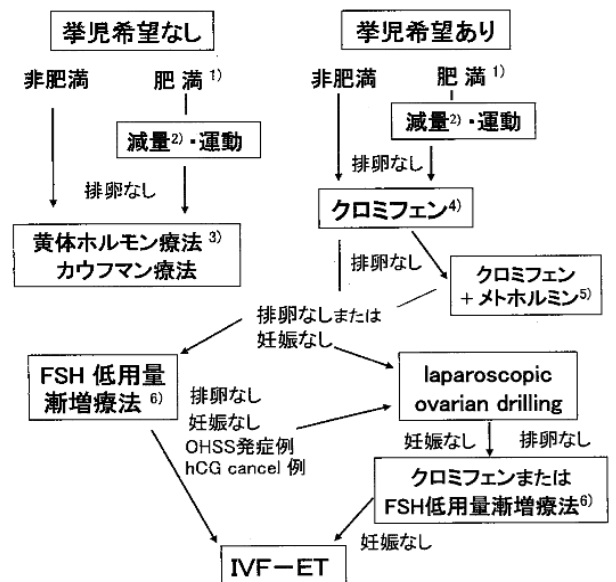 挙児希望なし
挙児希望あり
非肥満
肥満1)
非肥満
肥満1)
減量2)・運動
減量2)・運動
排卵なし
排卵なし
黄体ホルモン療法3)
カウフマン療法
クロミフェン4)
排卵なし
クロミフェン
+メトホルミン5)
排卵なしまたは
妊娠なし
FSH 低用量
漸増療法6)
排卵なし
妊娠なし
OHSS発症例
hCG cancel 例
laparoscopic
ovarian drilling
妊娠なし
排卵なし
クロミフェンまたは
FSH低用量漸増療法6)
妊娠なし
IVF-ET